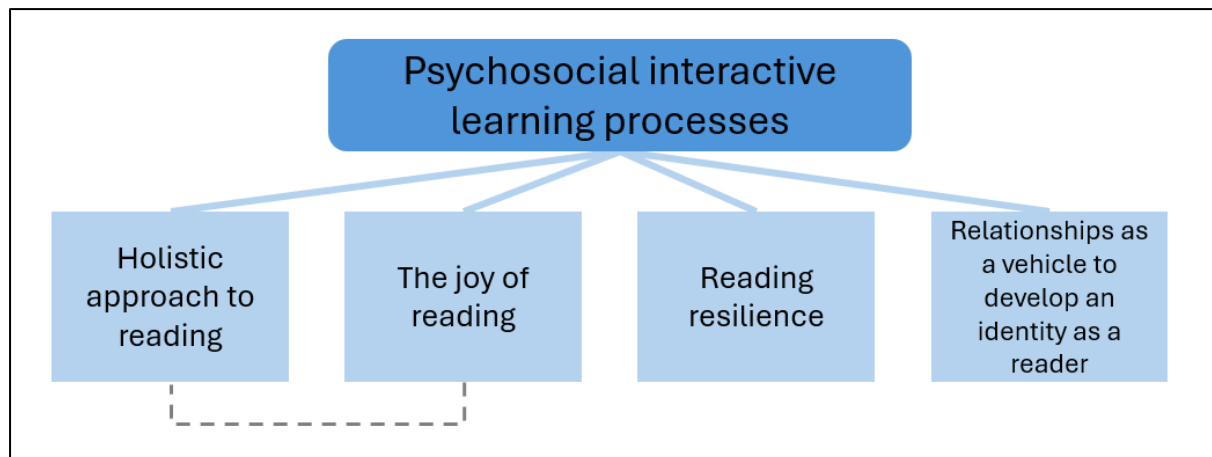 Psychosocial interactive
learning processes
Holistic
approach to
reading
The joy of
reading
Reading
resilience
Relationships as
a vehicle to
develop an
identity as a
reader